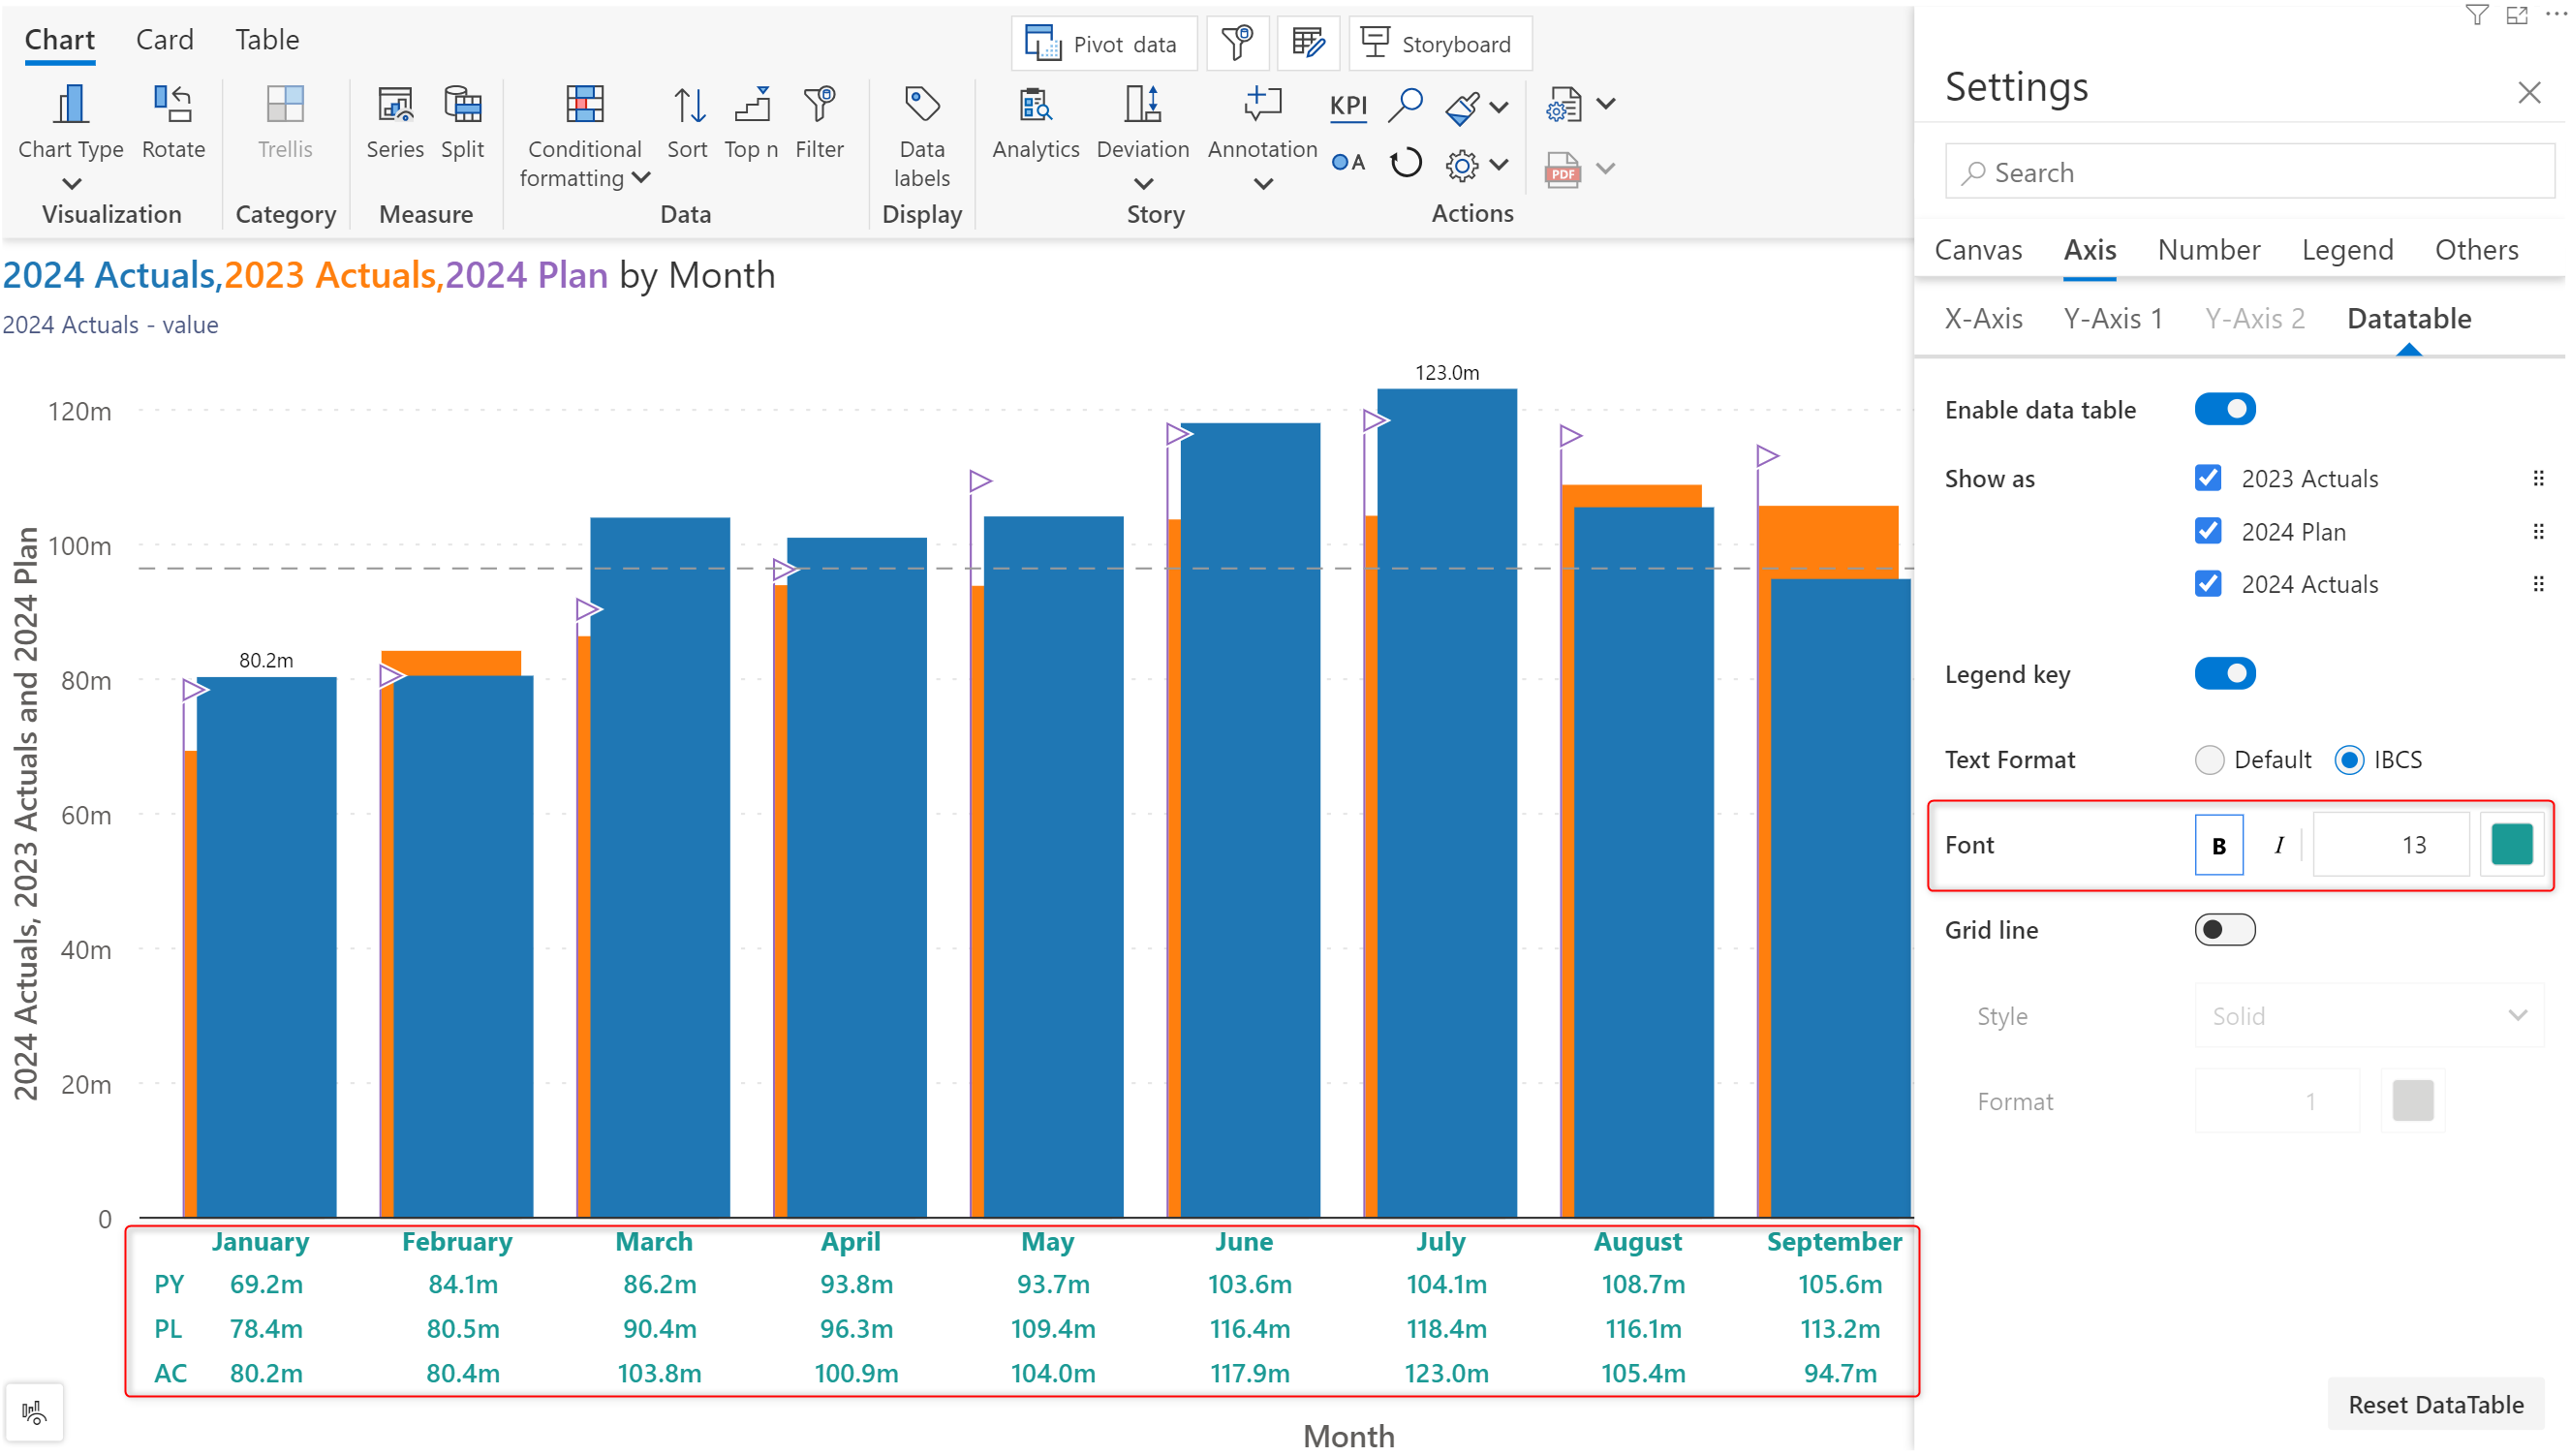 Chart Card Table
Pivot data Storyboard
Chart Type Rotate Trellis Series Split Conditional formatting Sort Top n Filter Data labels Analytics Deviation Annotation KPI A PDF
Visualization Category Measure Data Display Story Actions
2024 Actuals,2023 Actuals,2024 Plan by Month
2024 Actuals - value
2024 Actuals, 2023 Actuals and 2024 Plan
120m
100m
80m
60m
40m
20m
0
80.2m
123.0m
January February March April May June July August September
PY 69.2m 84.1m 86.2m 93.8m 93.7m 103.6m 104.1m 108.7m 105.6m
PL 78.4m 80.5m 90.4m 96.3m 109.4m 116.4m 118.4m 116.1m 113.2m
AC 80.2m 80.4m 103.8m 100.9m 104.0m 117.9m 123.0m 105.4m 94.7m
Month
Settings
Search
Canvas Axis Number Legend Others
X-Axis Y-Axis 1 Y-Axis 2 Datatable
Enable data table
Show as 2023 Actuals
2024 Plan
2024 Actuals
Legend key
Text Format Default IBCS
Font B I 13
Grid line
Style Solid
Format 1
Reset DataTable